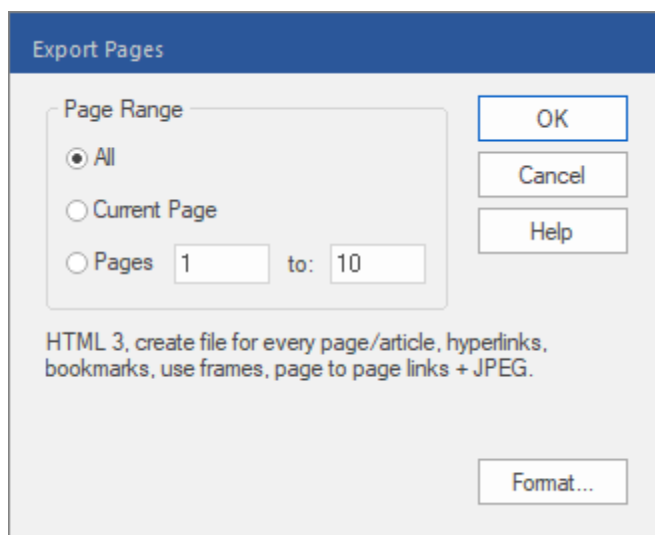 Export Pages
Page Range
All
Current Page
Pages 1 to: 10
OK
Cancel
Help
HTML 3, create file for every page/article, hyperlinks,
bookmarks, use frames, page to page links + JPEG.
Format...